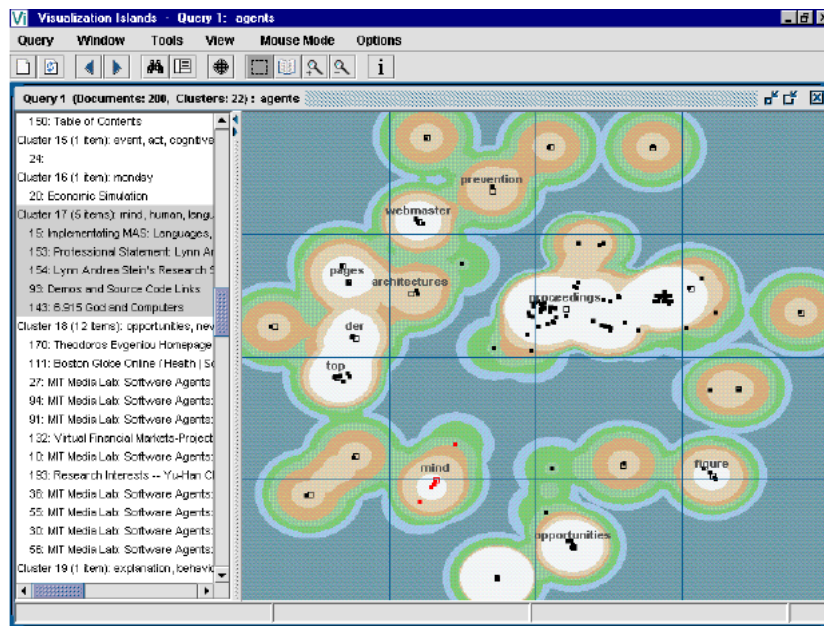 Visualization Islands - Query 1: agents
Query Window Tools View Mouse Mode Options
Query 1 (Documents: 200, Clusters: 22) : agents
150: Table of Contents
Cluster 15 (1 item): event, act, cognitive
24:
Cluster 16 (1 item): monday
20: Economic Simulation
Cluster 17 (5 items): mind, human, langu
15: Implementing MAS: Languages,
153: Professional Statement: Lynn A
154: Lynn Andrea Stein's Research S
93: Demos and Source Code Links
143: 6.915 God and Computers
Cluster 18 (12 items): opportunities, new
170: Theodoros Evgeniou Homepage
111: Boston Globe Online / Health | Sc
27: MIT Media Lab: Software Agents
94: MIT Media Lab: Software Agents:
91: MIT Media Lab: Software Agents:
132: Virtual Financial Markets-Project
10: MIT Media Lab: Software Agents:
193: Research Interests -- Yu-Han C
36: MIT Media Lab: Software Agents:
55: MIT Media Lab: Software Agents:
30: MIT Media Lab: Software Agents:
56: MIT Media Lab: Software Agents:
Cluster 19 (1 item): explanation, behavio
prevention
webmaster
pages
architectures
proceedings
der
top
mind
figure
opportunities